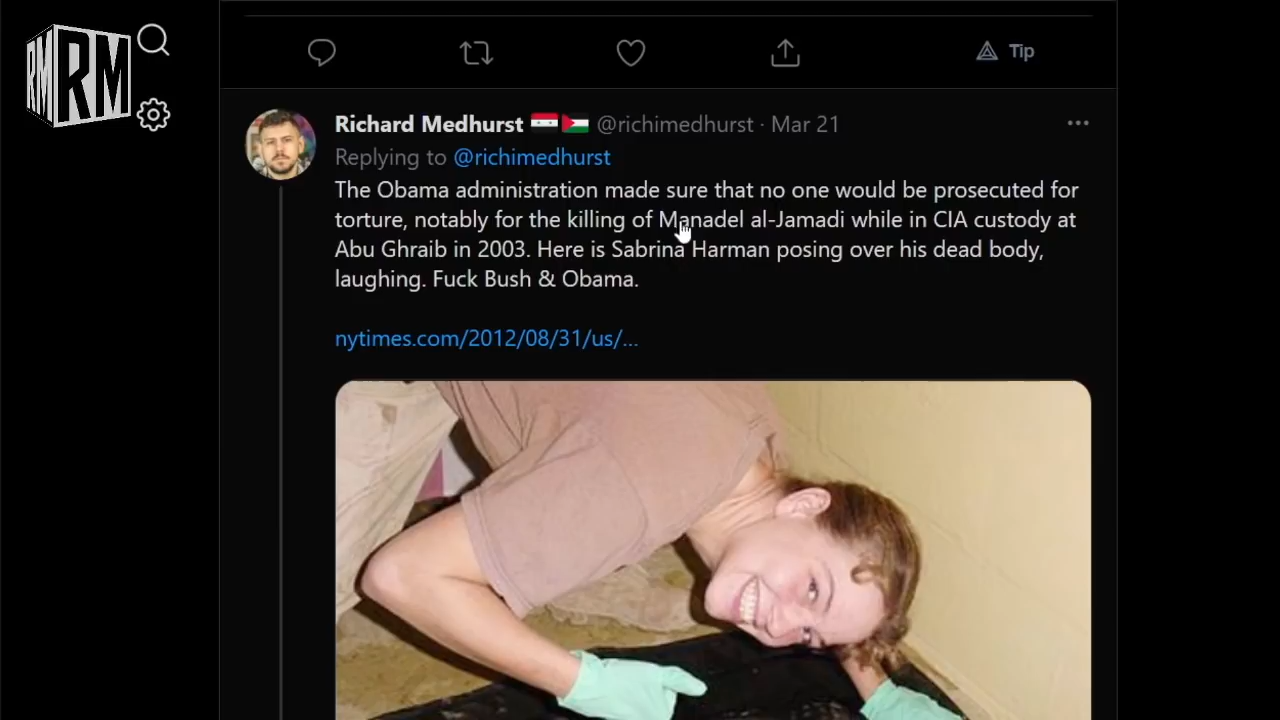 RM RM
Tip
Richard Medhurst @richimedhurst · Mar 21
Replying to @richimedhurst
The Obama administration made sure that no one would be prosecuted for
torture, notably for the killing of Manadel al-Jamadi while in CIA custody at
Abu Ghraib in 2003. Here is Sabrina Harman posing over his dead body,
laughing. Fuck Bush & Obama.
nytimes.com/2012/08/31/us/...